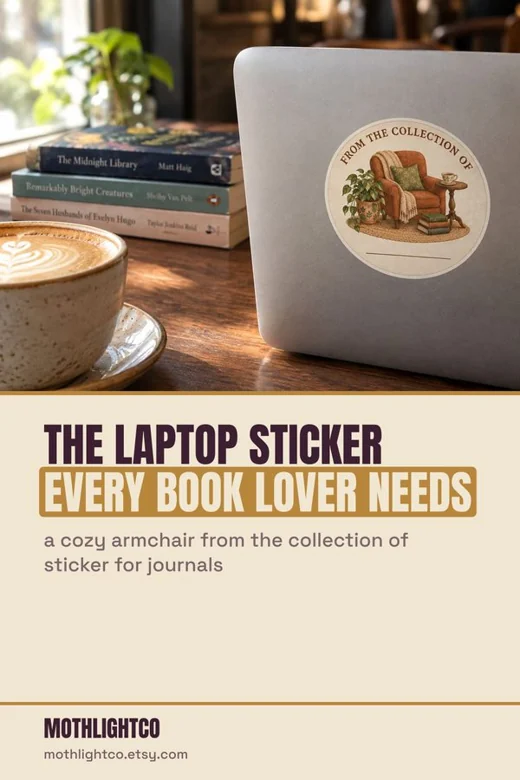 The Midnight Library Matt Haig
Remarkably Bright Creatures Shelby Van Pelt
The Seven Husbands of Evelyn Hugo Taylor Jenkins Reid
FROM THE COLLECTION OF
THE LAPTOP STICKER
EVERY BOOK LOVER NEEDS
a cozy armchair from the collection of
sticker for journals
MOTHLIGHTCO
mothlightco.etsy.com